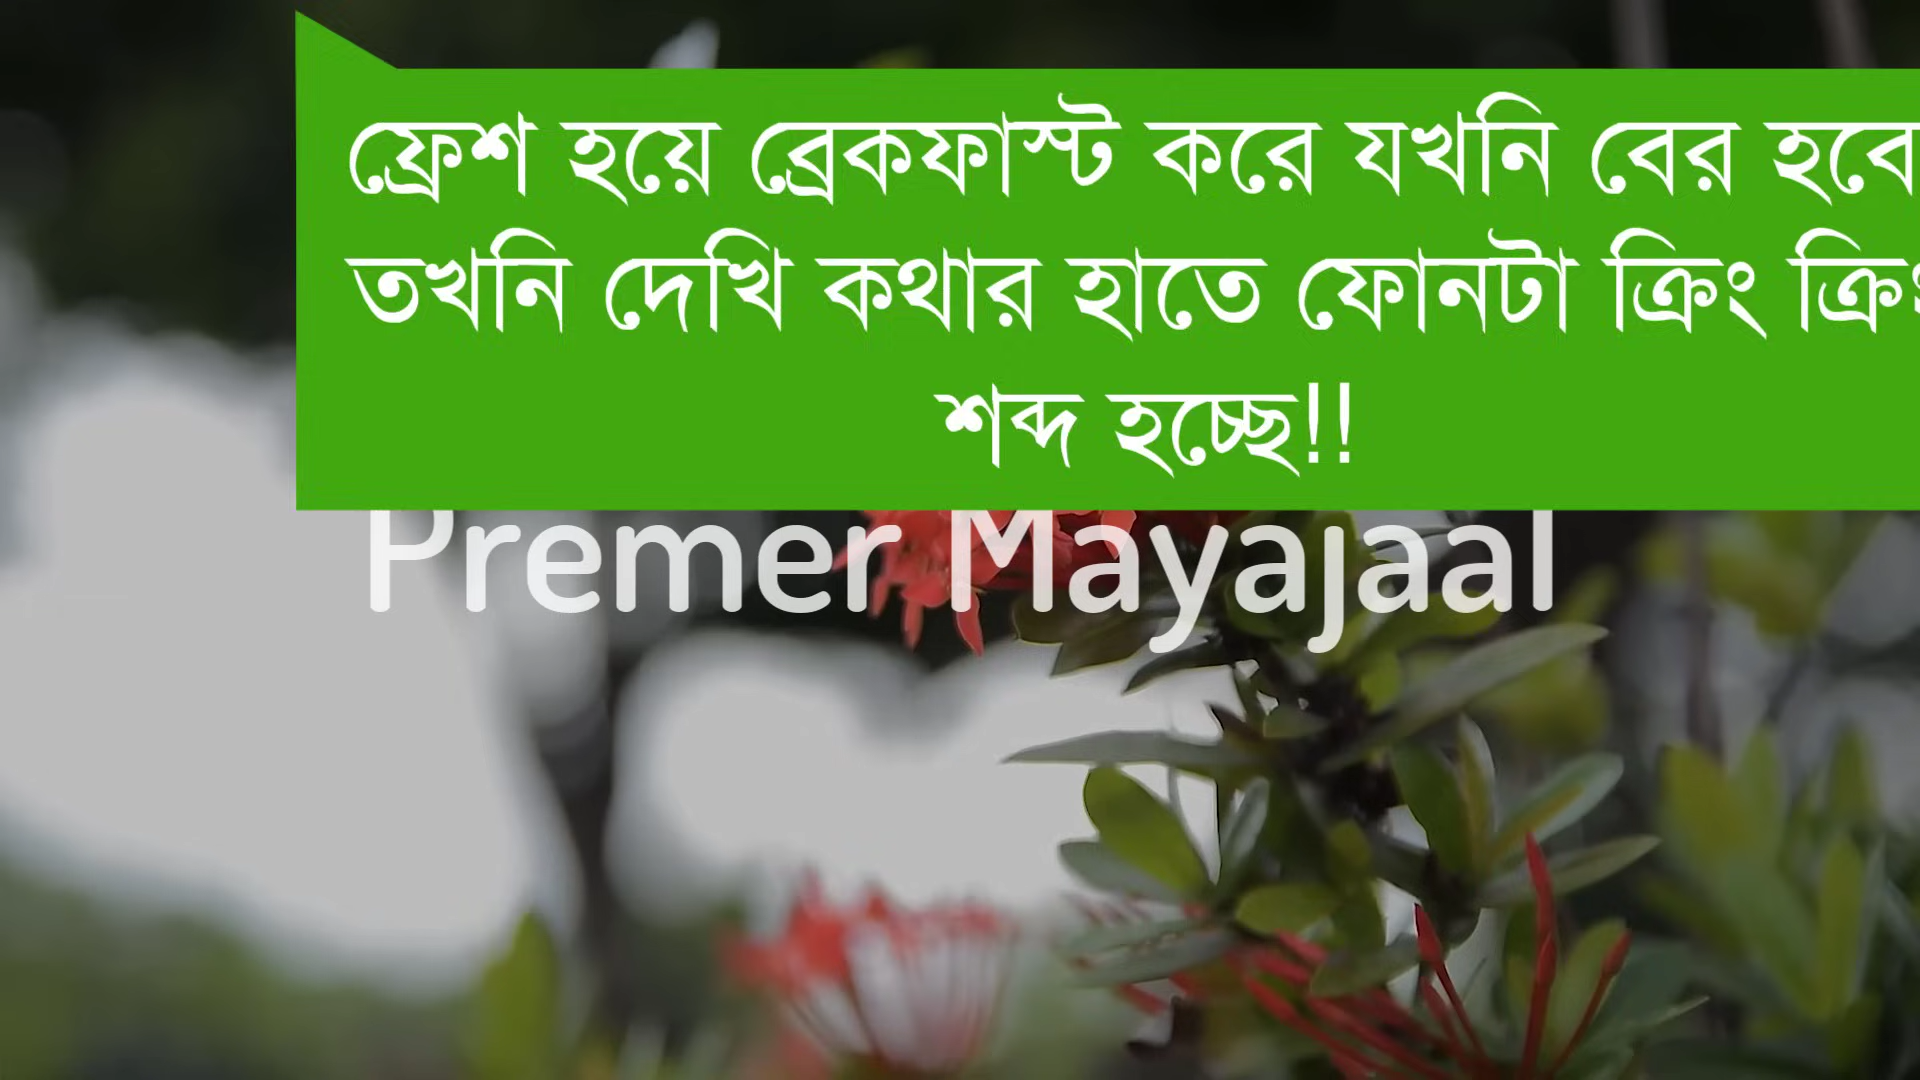 ফ্রেশ হয়ে ব্রেকফাস্ট করে যখনি বের হবো
তখনি দেখি কথার হাতে ফোনটা ক্রিং ক্রিং
শব্দ হচ্ছে!!
Premer Mayajaal